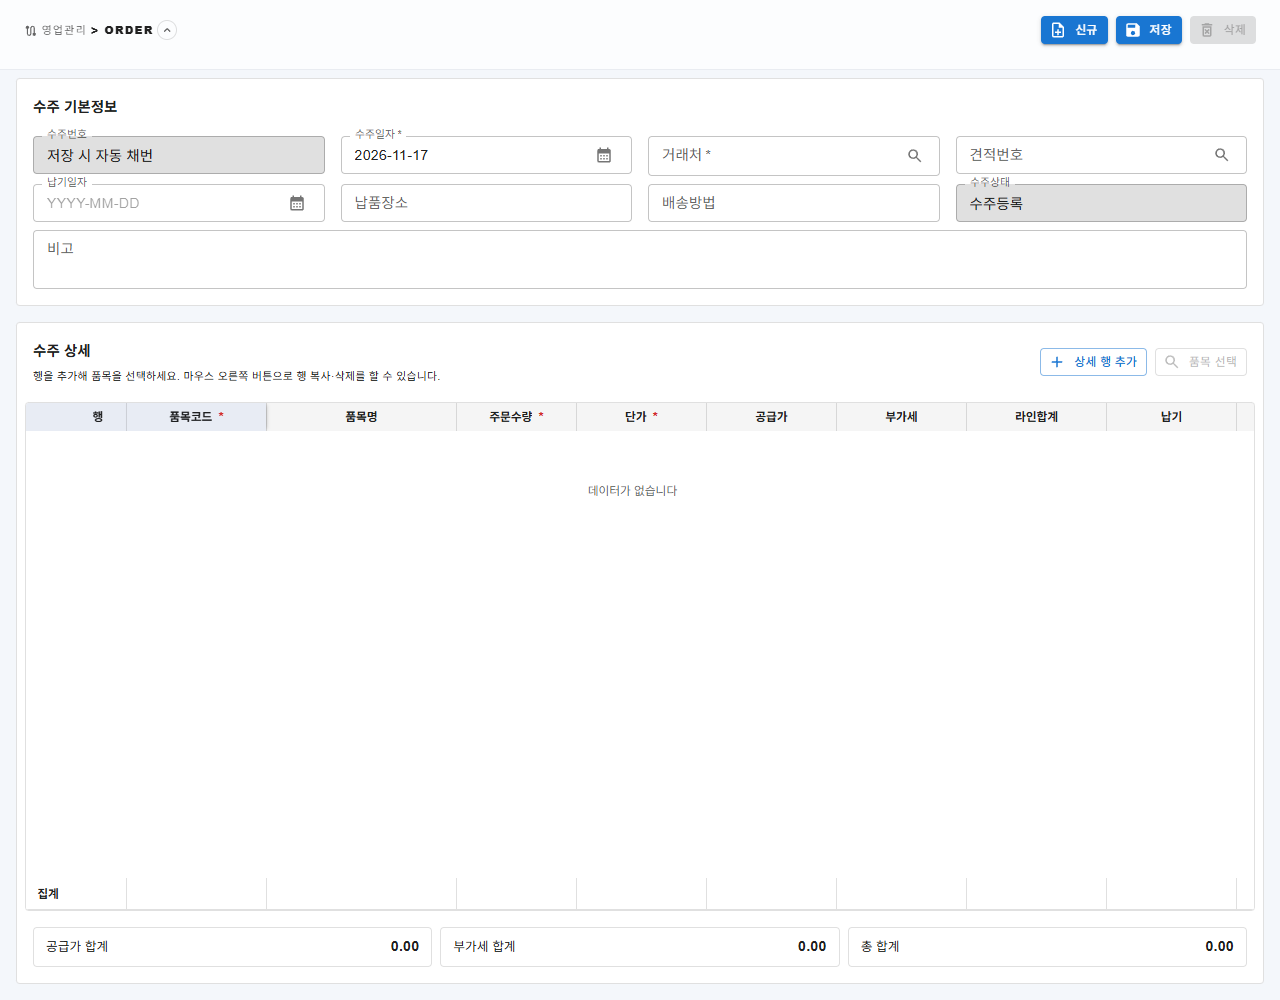 영업관리 > ORDER
신규
저장
삭제
수주 기본정보
수주번호
저장 시 자동 채번
수주일자 *
2026-11-17
거래처 *
견적번호
납기일자
YYYY-MM-DD
납품장소
배송방법
수주상태
수주등록
비고
수주 상세
행을 추가해 품목을 선택하세요. 마우스 오른쪽 버튼으로 행 복사·삭제를 할 수 있습니다.
상세 행 추가
품목 선택
행 품목코드 * 품목명 주문수량 * 단가 * 공급가 부가세 라인합계 납기
데이터가 없습니다
집계
공급가 합계 0.00
부가세 합계 0.00
총 합계 0.00